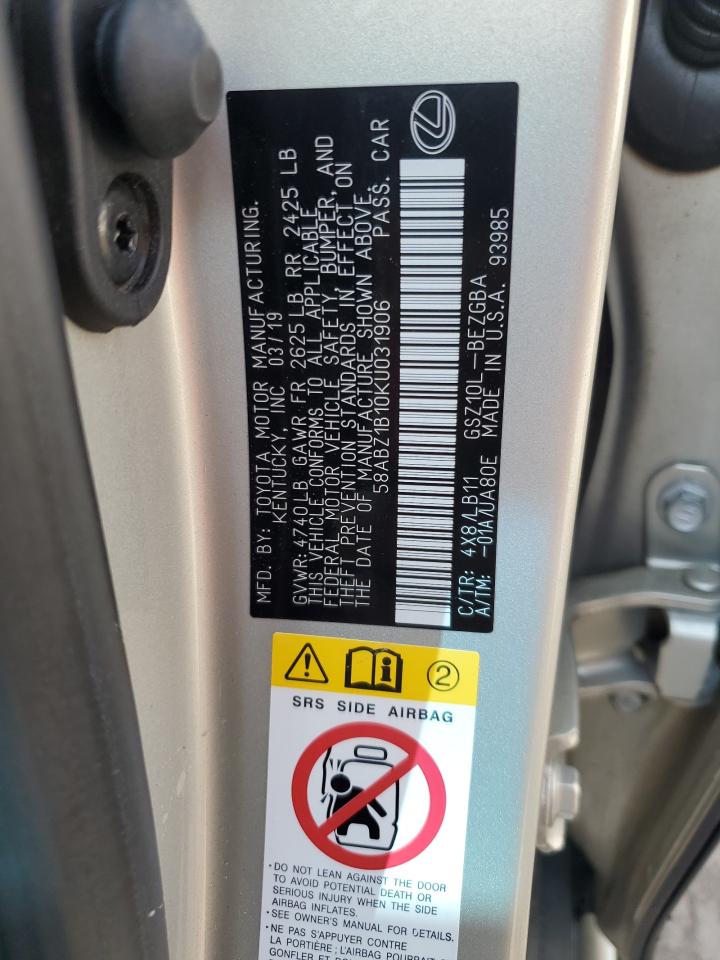 MFD. BY: TOYOTA MOTOR MANUFACTURING.
KENTUCKY, INC 03/19
GVWR: 4740LB GAWR FR 2625LB RR 2425 LB
THIS VEHICLE CONFORMS TO ALL APPLICABLE
FEDERAL MOTOR VEHICLE SAFETY, BUMPER, AND
THEFT PREVENTION STANDARDS IN EFFECT ON
THE DATE OF MANUFACTURE SHOWN ABOVE.
58ABZ1B10KU031906 PASS. CAR
C/TR: 4X8/LB11 GSZ10L-BEZGBA
A/TM: -01A/UA80E MADE IN U.S.A. 93985
2
SRS SIDE AIRBAG
•DO NOT LEAN AGAINST THE DOOR
TO AVOID POTENTIAL DEATH OR
SERIOUS INJURY WHEN THE SIDE
AIRBAG INFLATES.
•SEE OWNER'S MANUAL FOR DETAILS.
•NE PAS S'APPUYER CONTRE
LA PORTIÈRE; L'AIRBAG POURRAIT